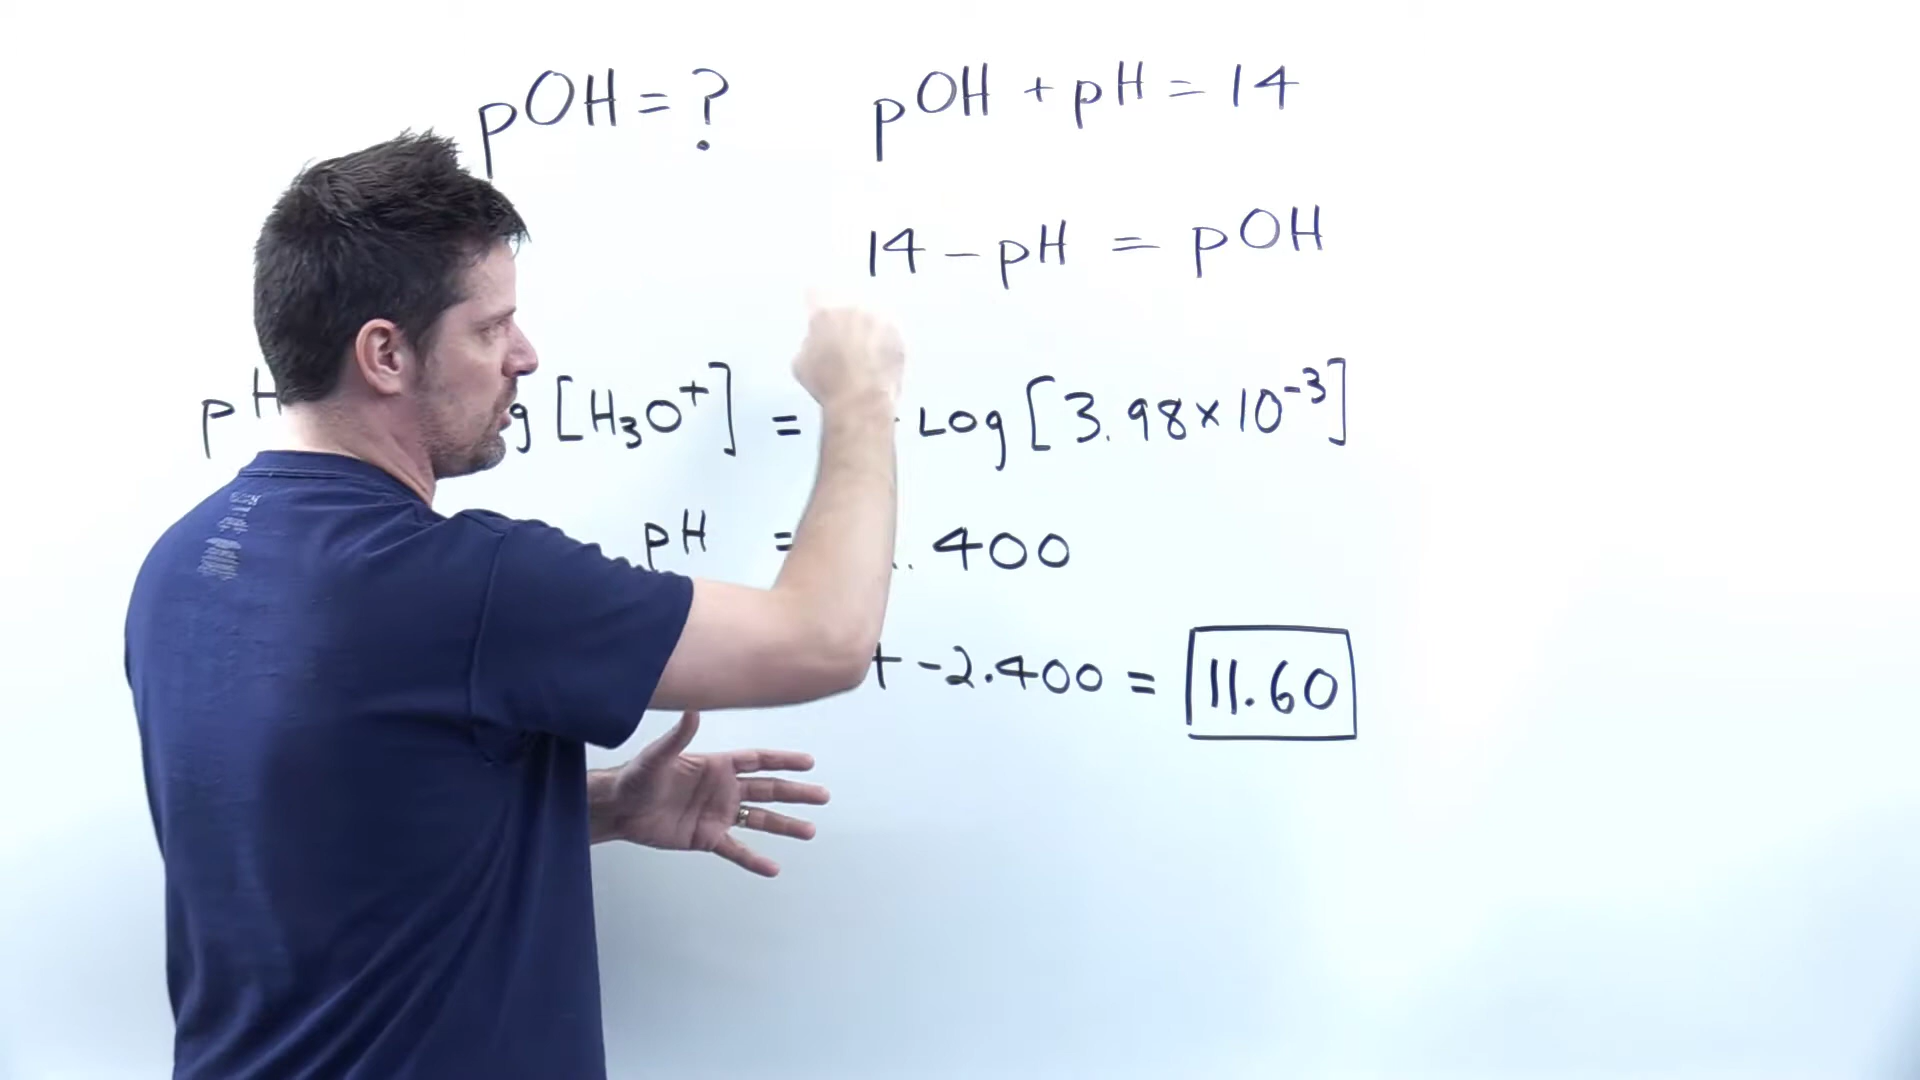 pOH = ? pOH + pH = 14
14 - pH = pOH
pH [H₃O⁺] = - Log [3.98 x 10⁻³]
pH = .400
- 2.400 = 11.60